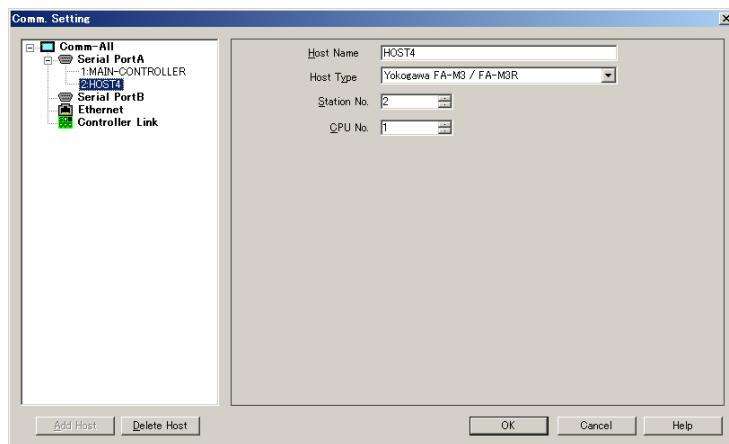 Comm. Setting
Comm-All
Serial PortA
1:MAIN-CONTROLLER
2:HOST4
Serial PortB
Ethernet
Controller Link
Host Name HOST4
Host Type Yokogawa FA-M3 / FA-M3R
Station No. 2
CPU No. 1
Add Host Delete Host OK Cancel Help